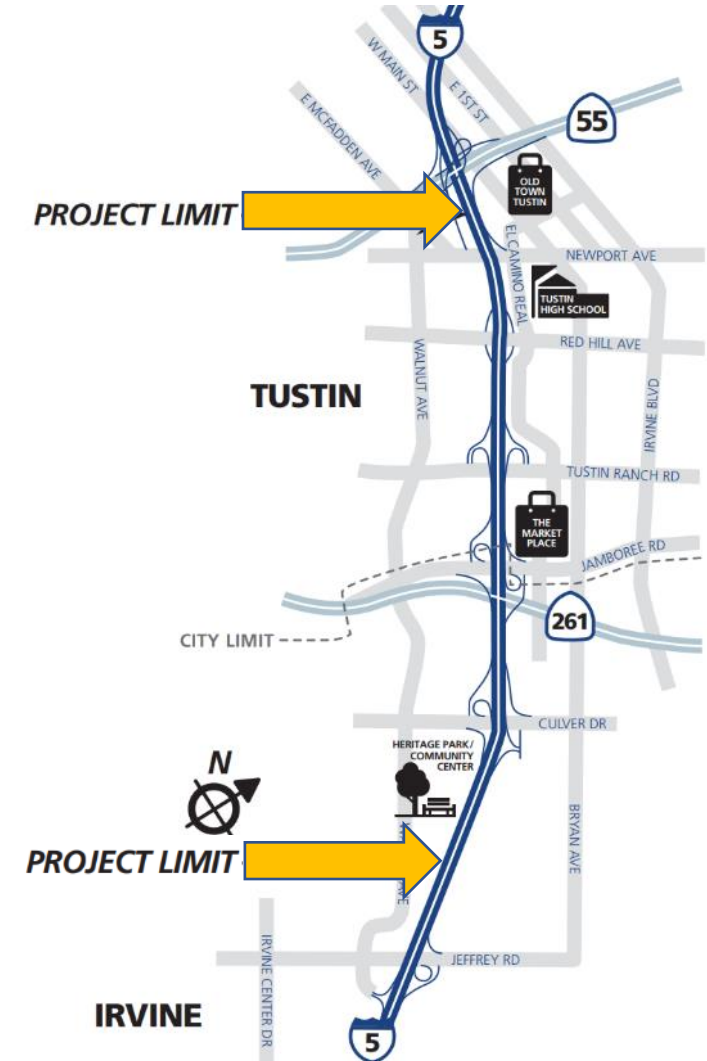 5
W MAIN ST
E 1ST ST
E MCFADDEN AVE
55
OLD
TOWN
TUSTIN
PROJECT LIMIT
EL CAMINO REAL
NEWPORT AVE
TUSTIN
HIGH SCHOOL
RED HILL AVE
WALNUT AVE
TUSTIN
IRVINE BLVD
TUSTIN RANCH RD
THE
MARKET
PLACE
JAMBOREE RD
261
CITY LIMIT
CULVER DR
HERITAGE PARK/
COMMUNITY
CENTER
N
BRYAN AVE
PROJECT LIMIT
AVE
IRVINE CENTER DR
JEFFREY RD
IRVINE
5